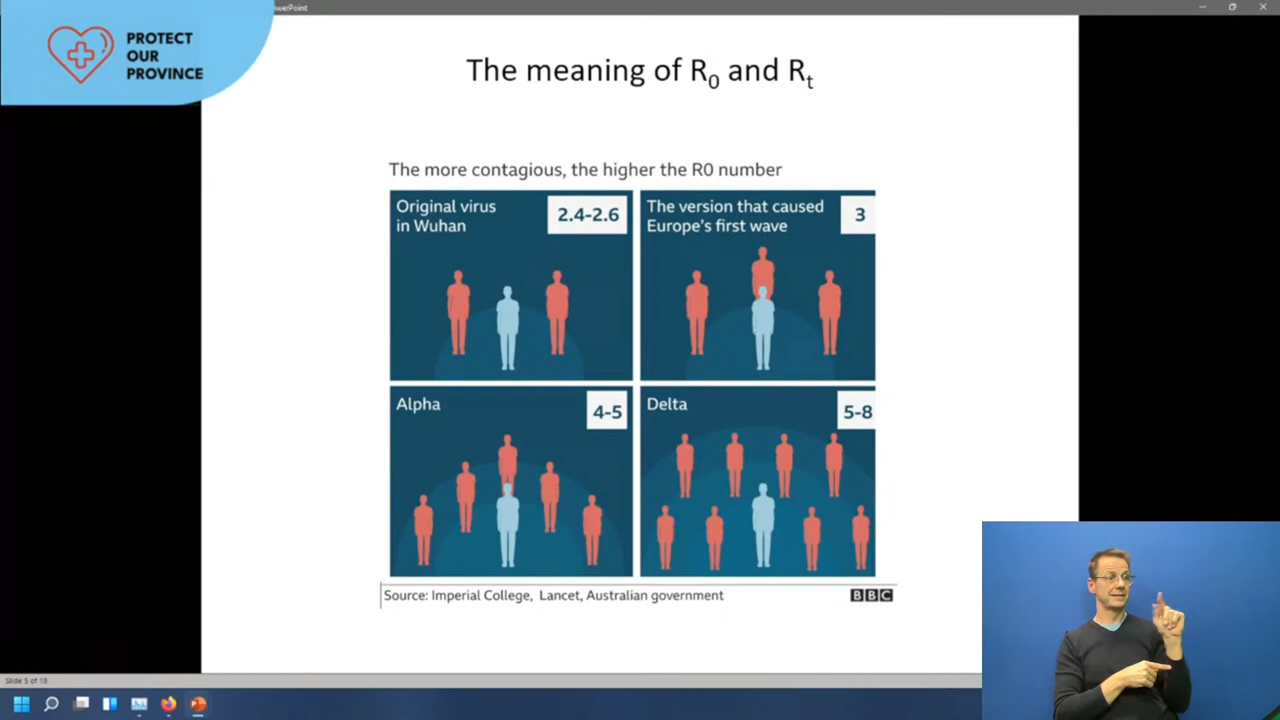 PowerPoint
PROTECT
OUR
PROVINCE
The meaning of R0 and Rt
The more contagious, the higher the R0 number
Original virus
in Wuhan
2.4-2.6
The version that caused
Europe's first wave
3
Alpha
4-5
Delta
5-8
Source: Imperial College, Lancet, Australian government
BBC
Slide 5 of 18